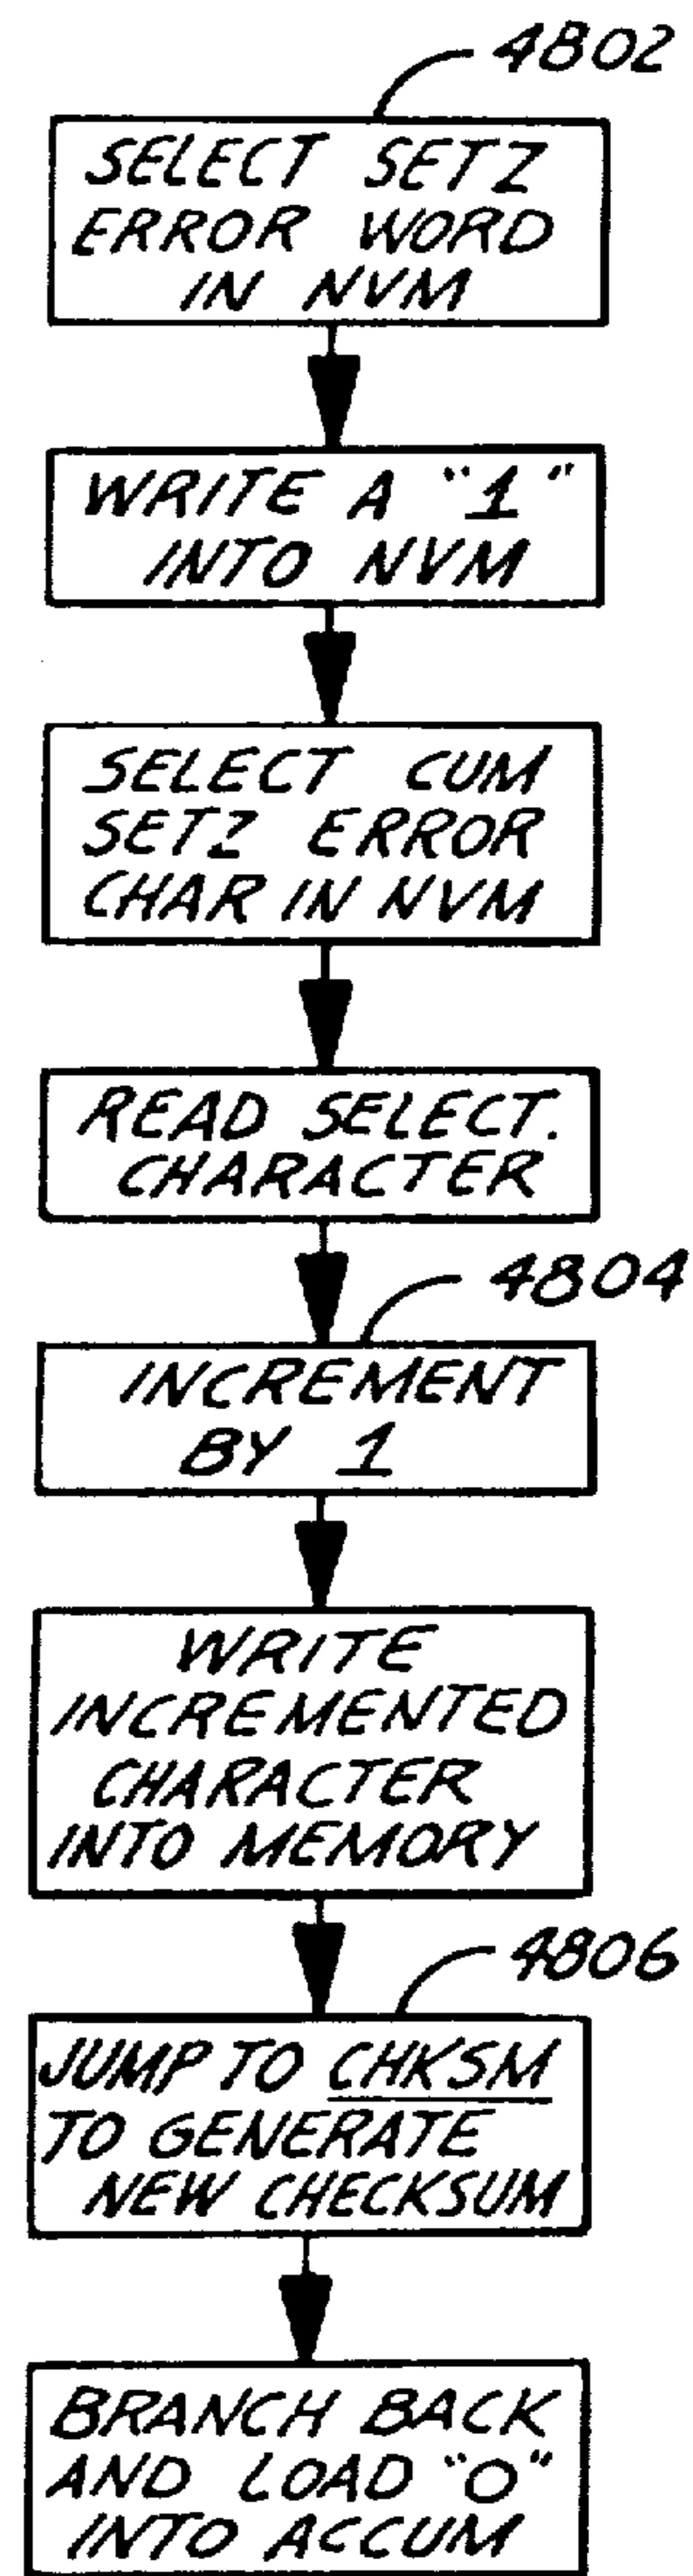 4802
SELECT SETZ
ERROR WORD
IN NVM
WRITE A "1"
INTO NVM
SELECT CUM
SETZ ERROR
CHAR IN NVM
READ SELECT.
CHARACTER
4804
INCREMENT
BY 1
WRITE
INCREMENTED
CHARACTER
INTO MEMORY
4806
JUMP TO CHKSM
TO GENERATE
NEW CHECKSUM
BRANCH BACK
AND LOAD "0"
INTO ACCUM